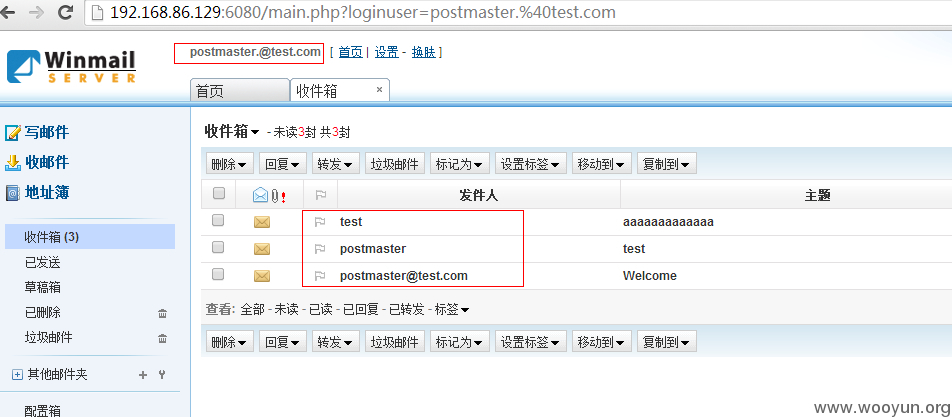 192.168.86.129:6080/main.php?loginuser=postmaster.%40test.com
Winmail
SERVER
postmaster.@test.com [ 首页 | 设置 - 换肤 ]
首页 收件箱 ×
写邮件
收邮件
地址簿
收件箱 (3)
已发送
草稿箱
已删除
垃圾邮件
其他邮件夹
配置箱
收件箱 - 未读3封 共3封
删除 回复 转发 垃圾邮件 标记为 设置标签 移动到 复制到
发件人 主题
test aaaaaaaaaaaaa
postmaster test
postmaster@test.com Welcome
查看: 全部 - 未读 - 已读 - 已回复 - 已转发 - 标签
删除 回复 转发 垃圾邮件 标记为 设置标签 移动到 复制到
www.wooyun.org